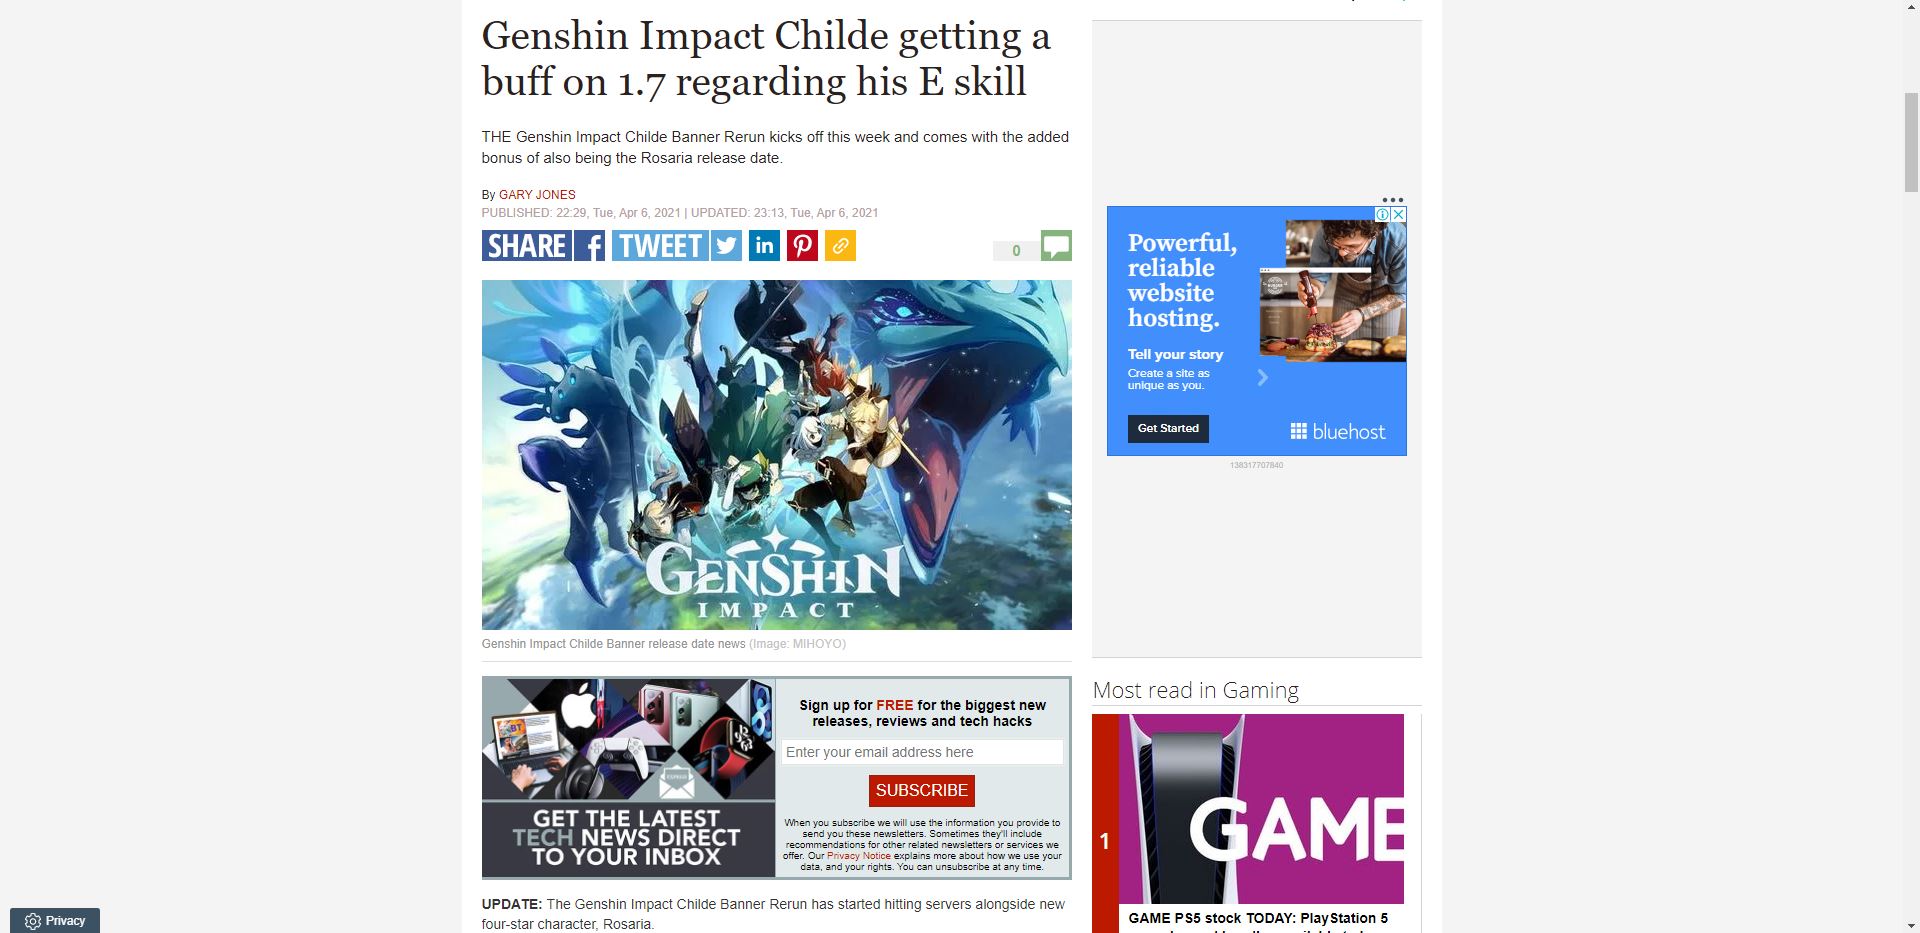 Genshin Impact Childe getting a
buff on 1.7 regarding his E skill
THE Genshin Impact Childe Banner Rerun kicks off this week and comes with the added
bonus of also being the Rosaria release date.
By GARY JONES
PUBLISHED: 22:29, Tue, Apr 6, 2021 | UPDATED: 23:13, Tue, Apr 6, 2021
SHARE f TWEET in
0
GENSHIN
IMPACT
Genshin Impact Childe Banner release date news (Image: MIHOYO)
GET THE LATEST
TECH NEWS DIRECT
TO YOUR INBOX
Sign up for FREE for the biggest new
releases, reviews and tech hacks
Enter your email address here
SUBSCRIBE
When you subscribe we will use the information you provide to
send you these newsletters. Sometimes they'll include
recommendations for other related newsletters or services we
offer. Our Privacy Notice explains more about how we use your
data, and your rights. You can unsubscribe at any time.
UPDATE: The Genshin Impact Childe Banner Rerun has started hitting servers alongside new
four-star character, Rosaria.
Powerful,
reliable
website
hosting.
Tell your story
Create a site as
unique as you.
Get Started
bluehost
138317707840
Most read in Gaming
1
GAME
GAME PS5 stock TODAY: PlayStation 5
Privacy